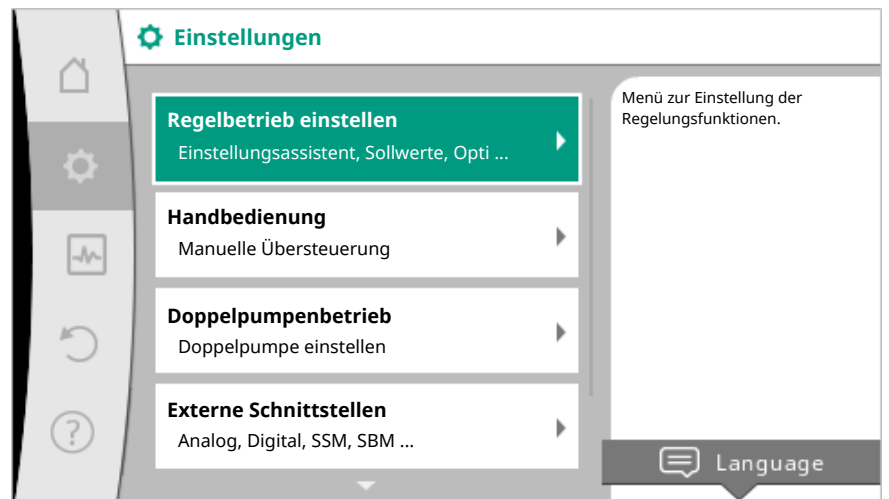 Einstellungen
Regelbetrieb einstellen
Einstellungsassistent, Sollwerte, Opti ...
Handbedienung
Manuelle Übersteuerung
Doppelpumpenbetrieb
Doppelpumpe einstellen
Externe Schnittstellen
Analog, Digital, SSM, SBM ...
Menü zur Einstellung der
Regelungsfunktionen.
Language